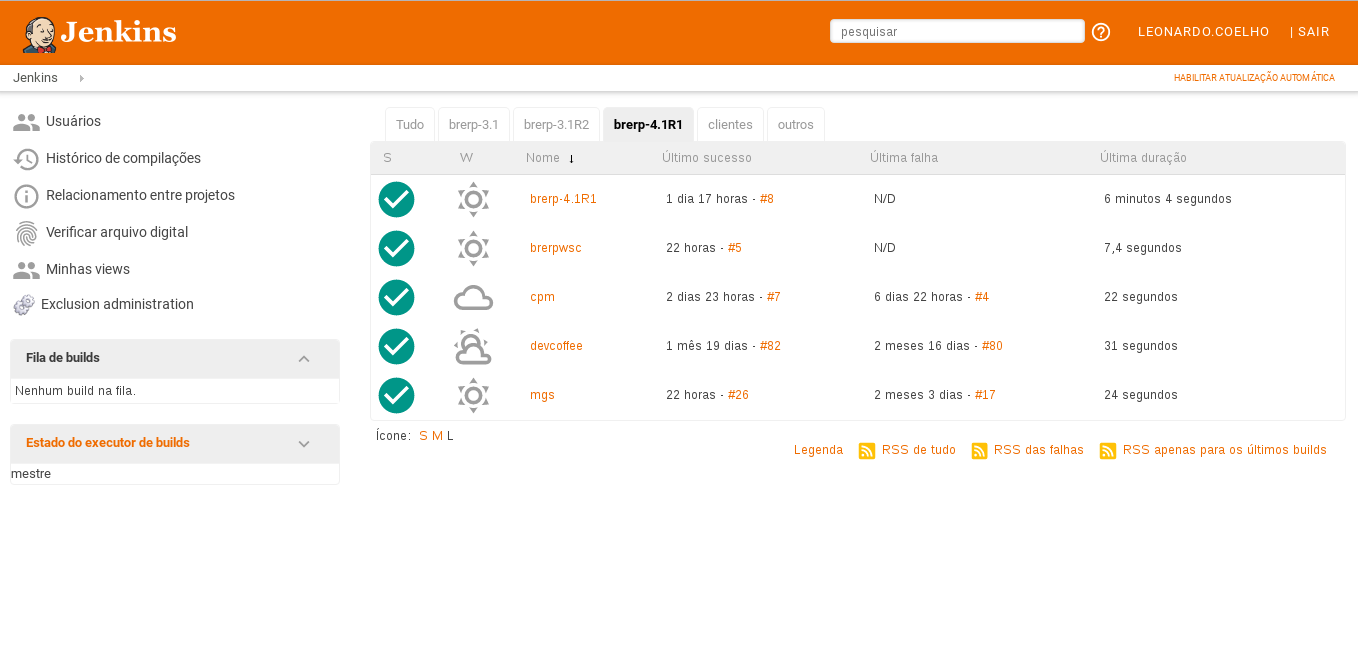 Jenkins
pesquisar
LEONARDO.COELHO | SAIR
Jenkins
HABILITAR ATUALIZAÇÃO AUTOMÁTICA
Usuários
Histórico de compilações
Relacionamento entre projetos
Verificar arquivo digital
Minhas views
Exclusion administration
Fila de builds
Nenhum build na fila.
Estado do executor de builds
mestre
Tudo brerp-3.1 brerp-3.1R2 brerp-4.1R1 clientes outros
S W Nome ↓ Último sucesso Última falha Última duração
brerp-4.1R1 1 dia 17 horas - #8 N/D 6 minutos 4 segundos
brerpwsc 22 horas - #5 N/D 7,4 segundos
cpm 2 dias 23 horas - #7 6 dias 22 horas - #4 22 segundos
devcoffee 1 mês 19 dias - #82 2 meses 16 dias - #80 31 segundos
mgs 22 horas - #26 2 meses 3 dias - #17 24 segundos
Ícone: S M L
Legenda RSS de tudo RSS das falhas RSS apenas para os últimos builds